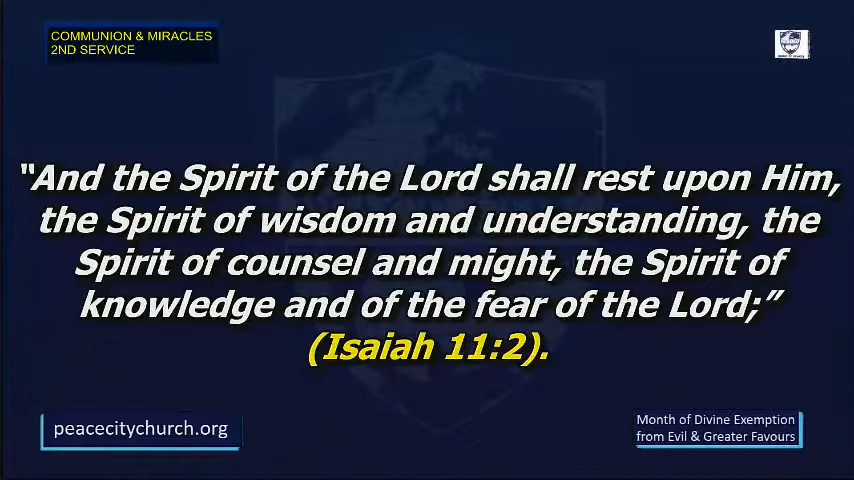 COMMUNION & MIRACLES
2ND SERVICE
“And the Spirit of the Lord shall rest upon Him,
the Spirit of wisdom and understanding, the
Spirit of counsel and might, the Spirit of
knowledge and of the fear of the Lord;”
(Isaiah 11:2).
peacecitychurch.org
Month of Divine Exemption
from Evil & Greater Favours